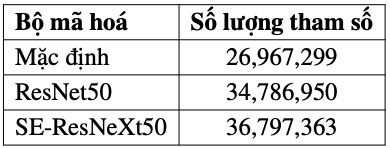 Bộ mã hoá Số lượng tham số
Mặc định 26,967,299
ResNet50 34,786,950
SE-ResNeXt50 36,797,363